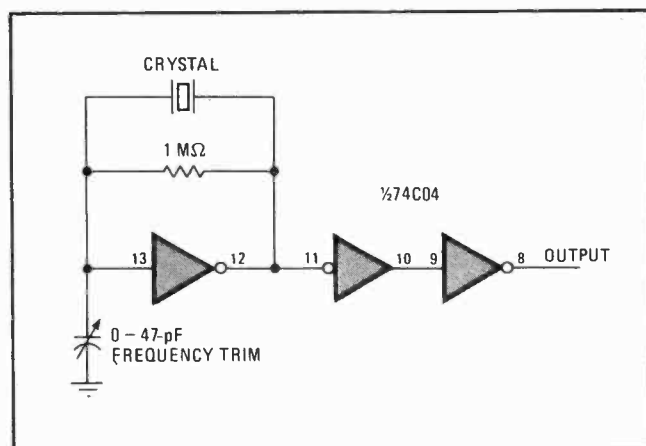 CRYSTAL
1 MΩ
½74C04
13 12 11 10 9 8 OUTPUT
0 – 47-pF
FREQUENCY TRIM